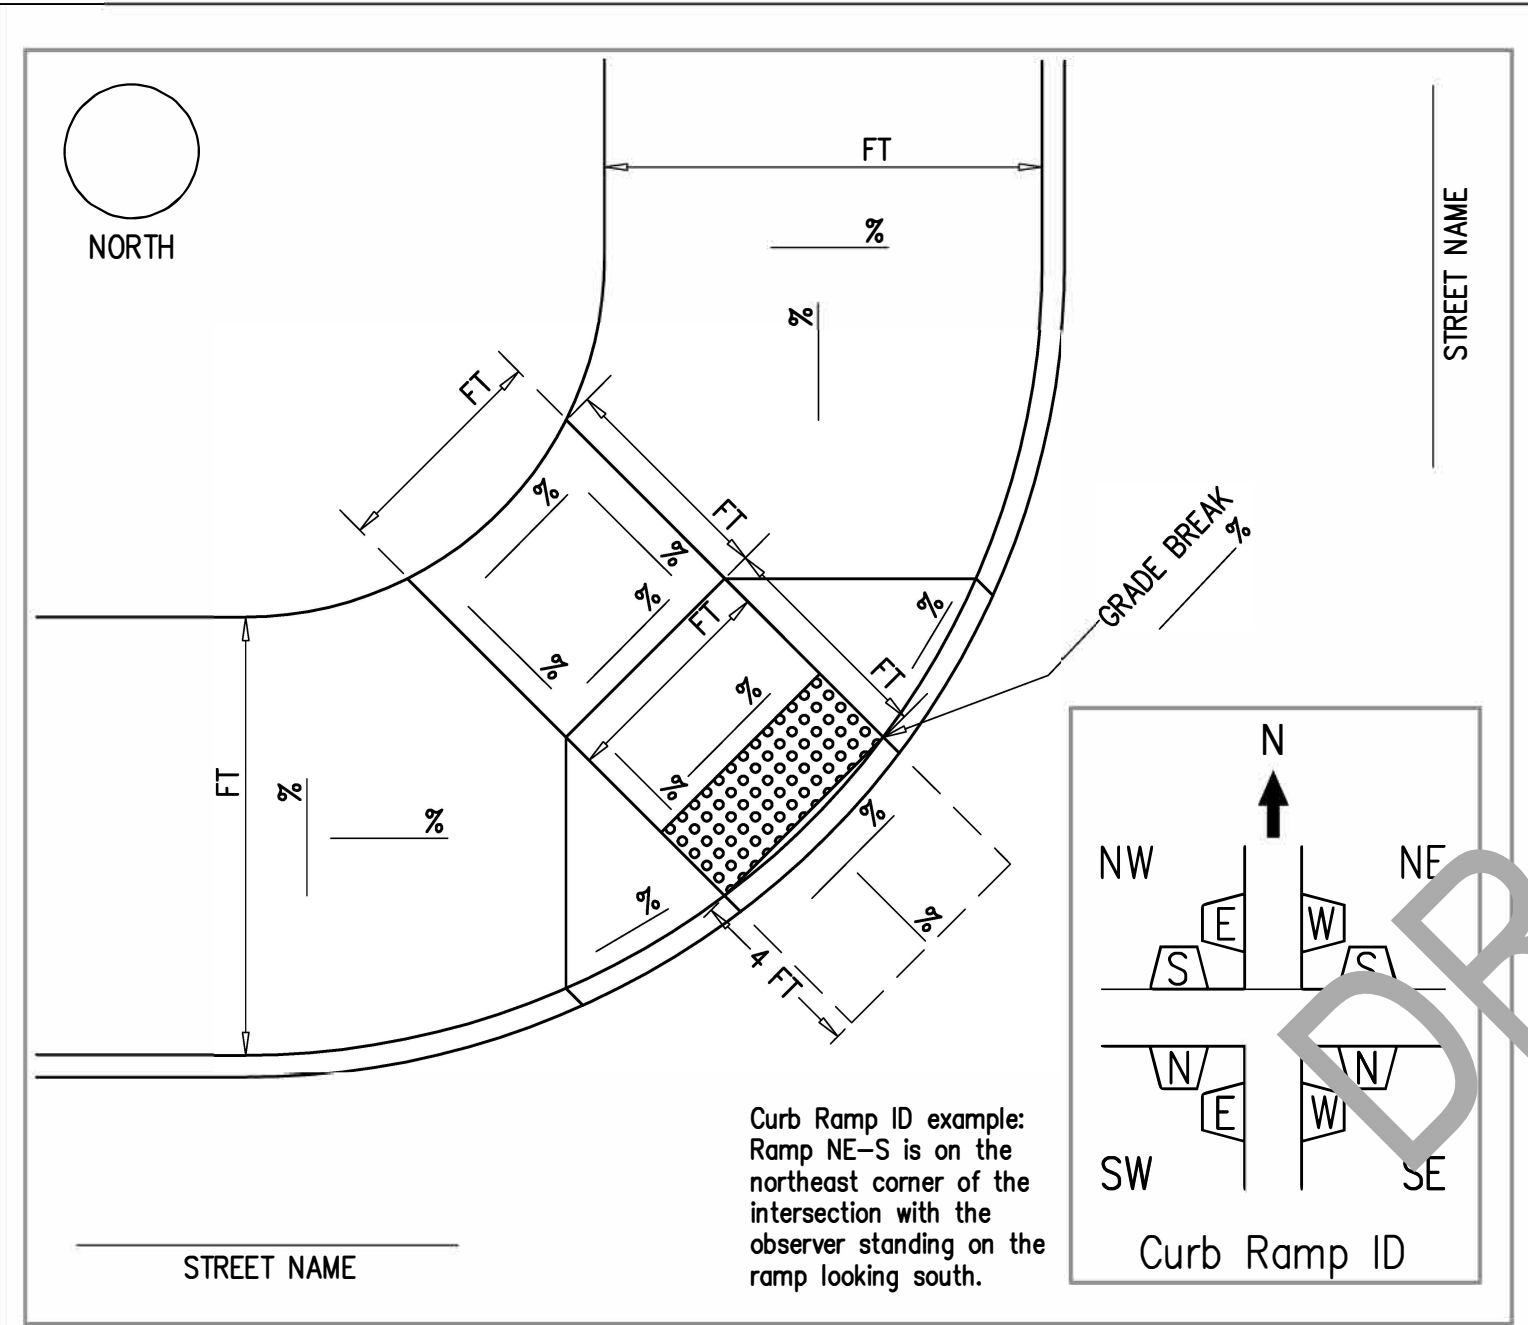 FT
NORTH
%
STREET NAME
%
FT
FT
%
GRADE BREAK
%
%
%
FT
%
%
FT
%
%
FT
%
%
%
%
%
%
4 FT
N
NW
NE
E
W
S
S
N
N
E
W
SW
SE
Curb Ramp ID
Curb Ramp ID example:
Ramp NE-S is on the
northeast corner of the
intersection with the
observer standing on the
ramp looking south.
STREET NAME